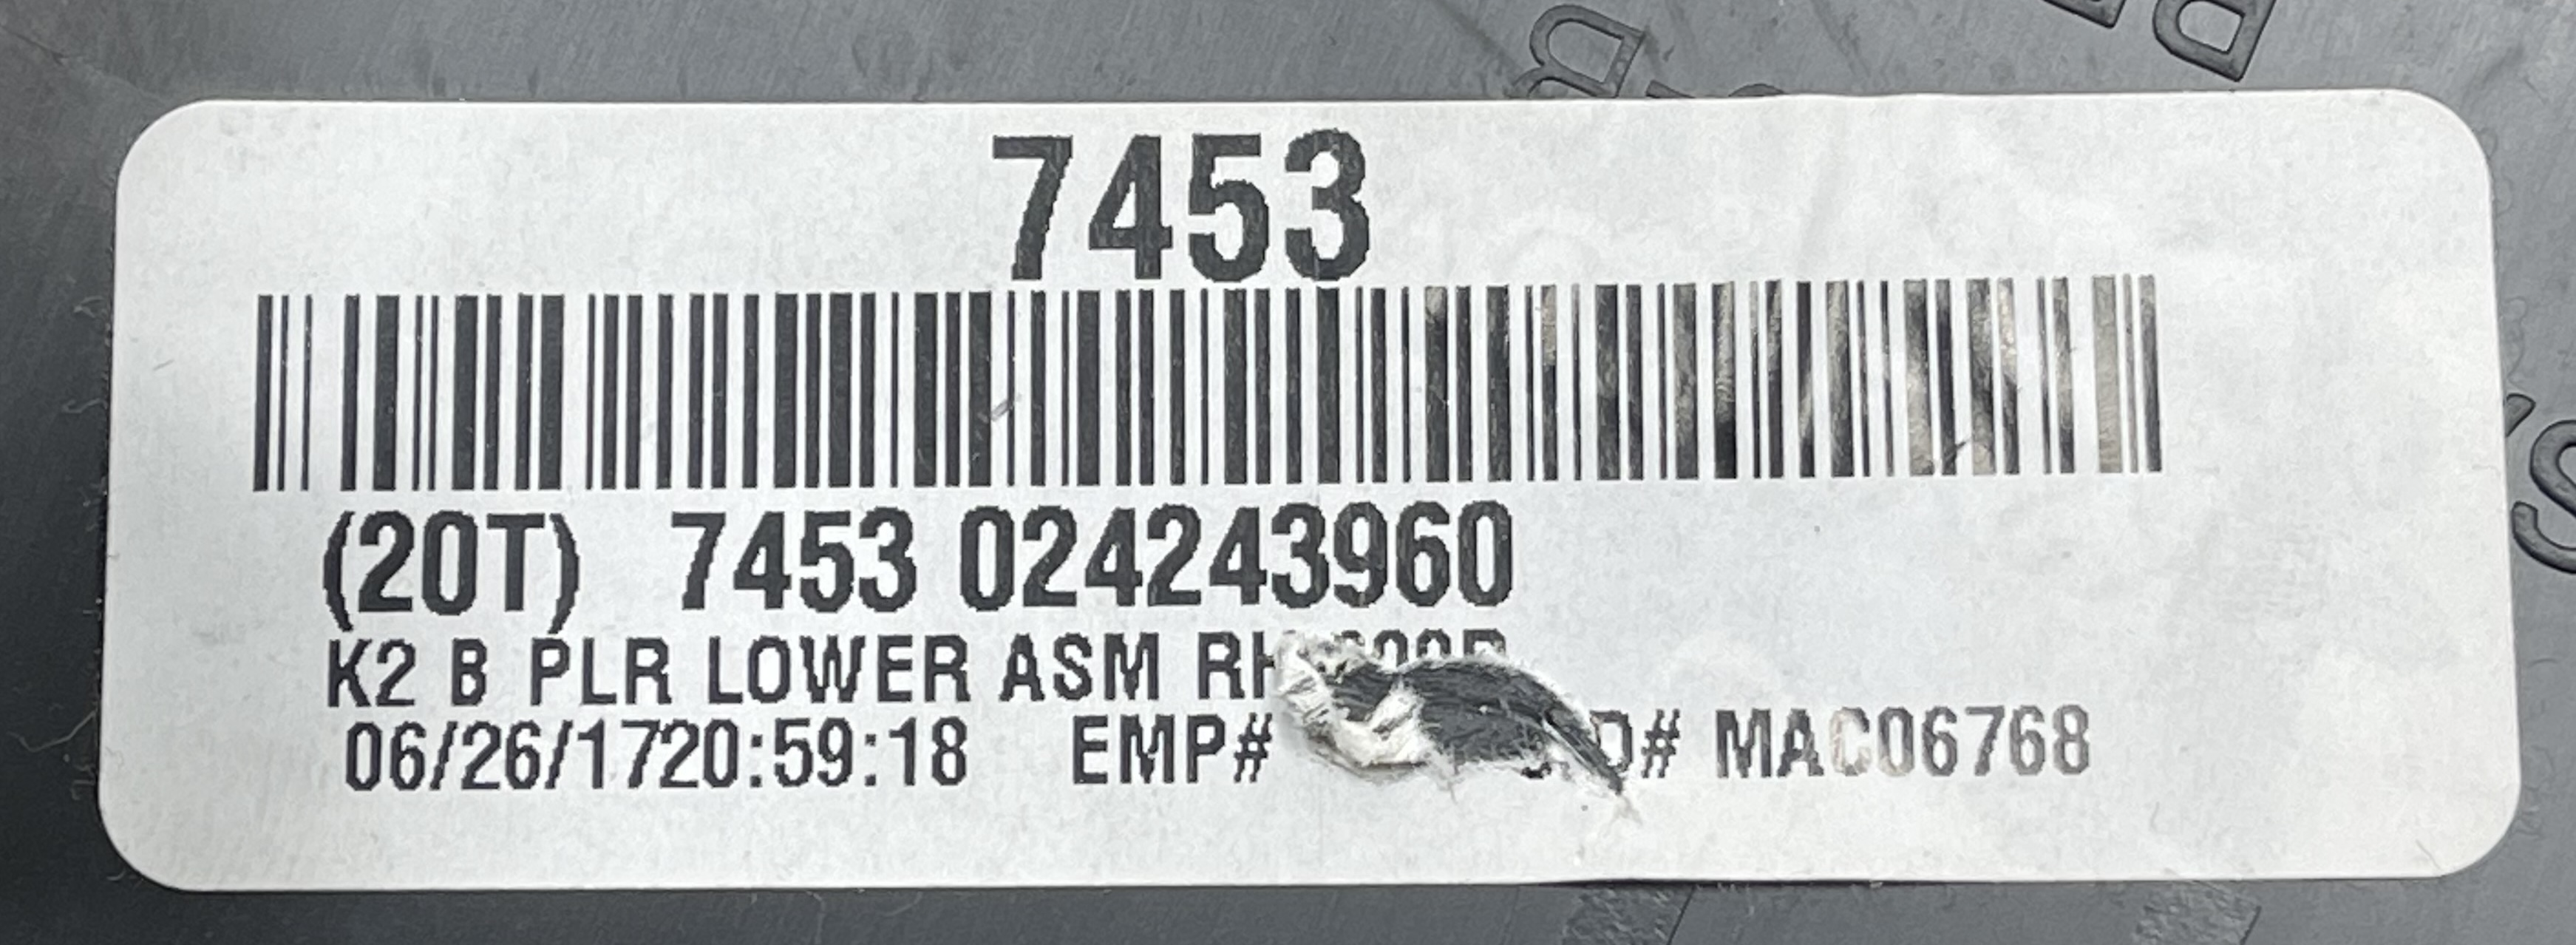 7453
(20T) 7453 024243960
K2 B PLR LOWER ASM RH
06/26/1720:59:18 EMP# MAC06768